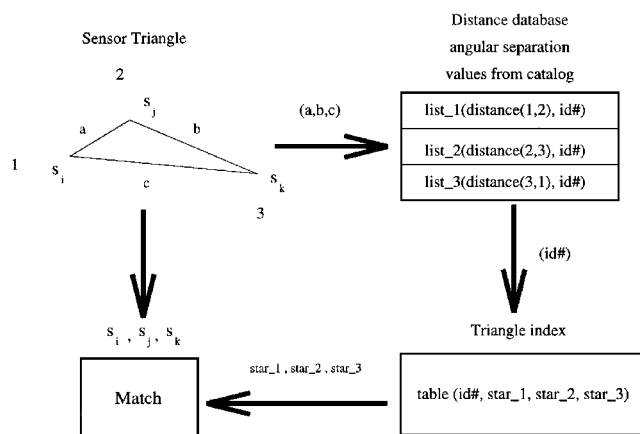 Sensor Triangle
2
s_j
a
b
1
s_i
c
s_k
3
(a,b,c)
Distance database
angular separation
values from catalog
list_1(distance(1,2), id#)
list_2(distance(2,3), id#)
list_3(distance(3,1), id#)
(id#)
Triangle index
table (id#, star_1, star_2, star_3)
star_1 , star_2 , star_3
s_i , s_j , s_k
Match